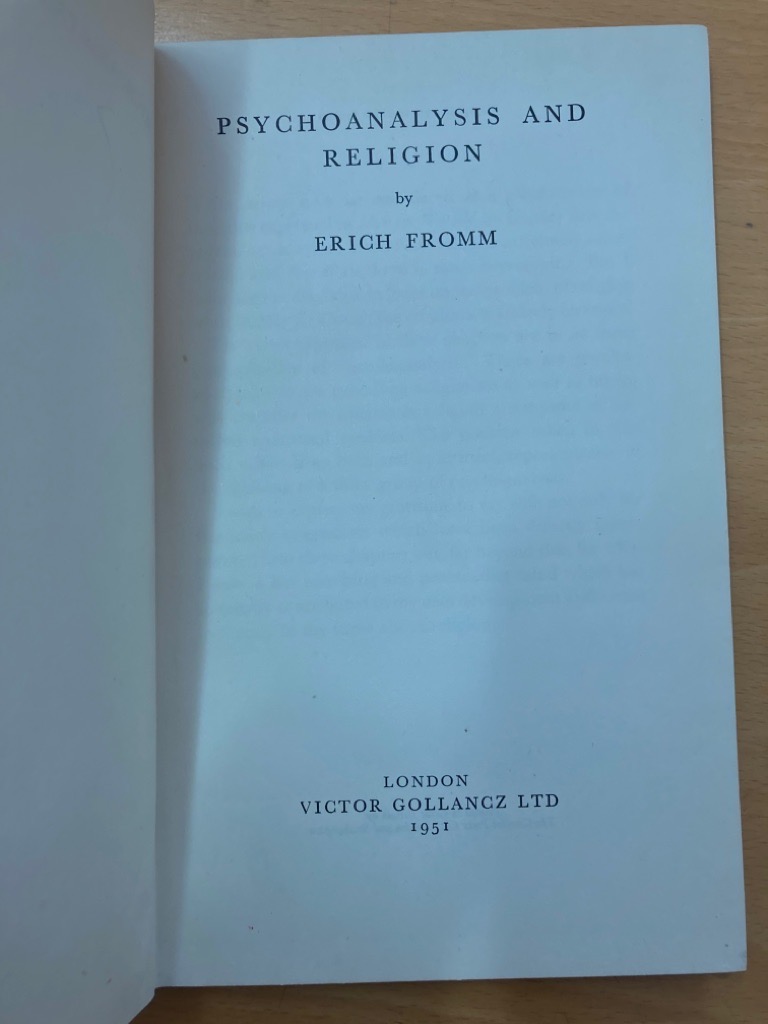 PSYCHOANALYSIS AND
RELIGION
by
ERICH FROMM
LONDON
VICTOR GOLLANCZ LTD
1951